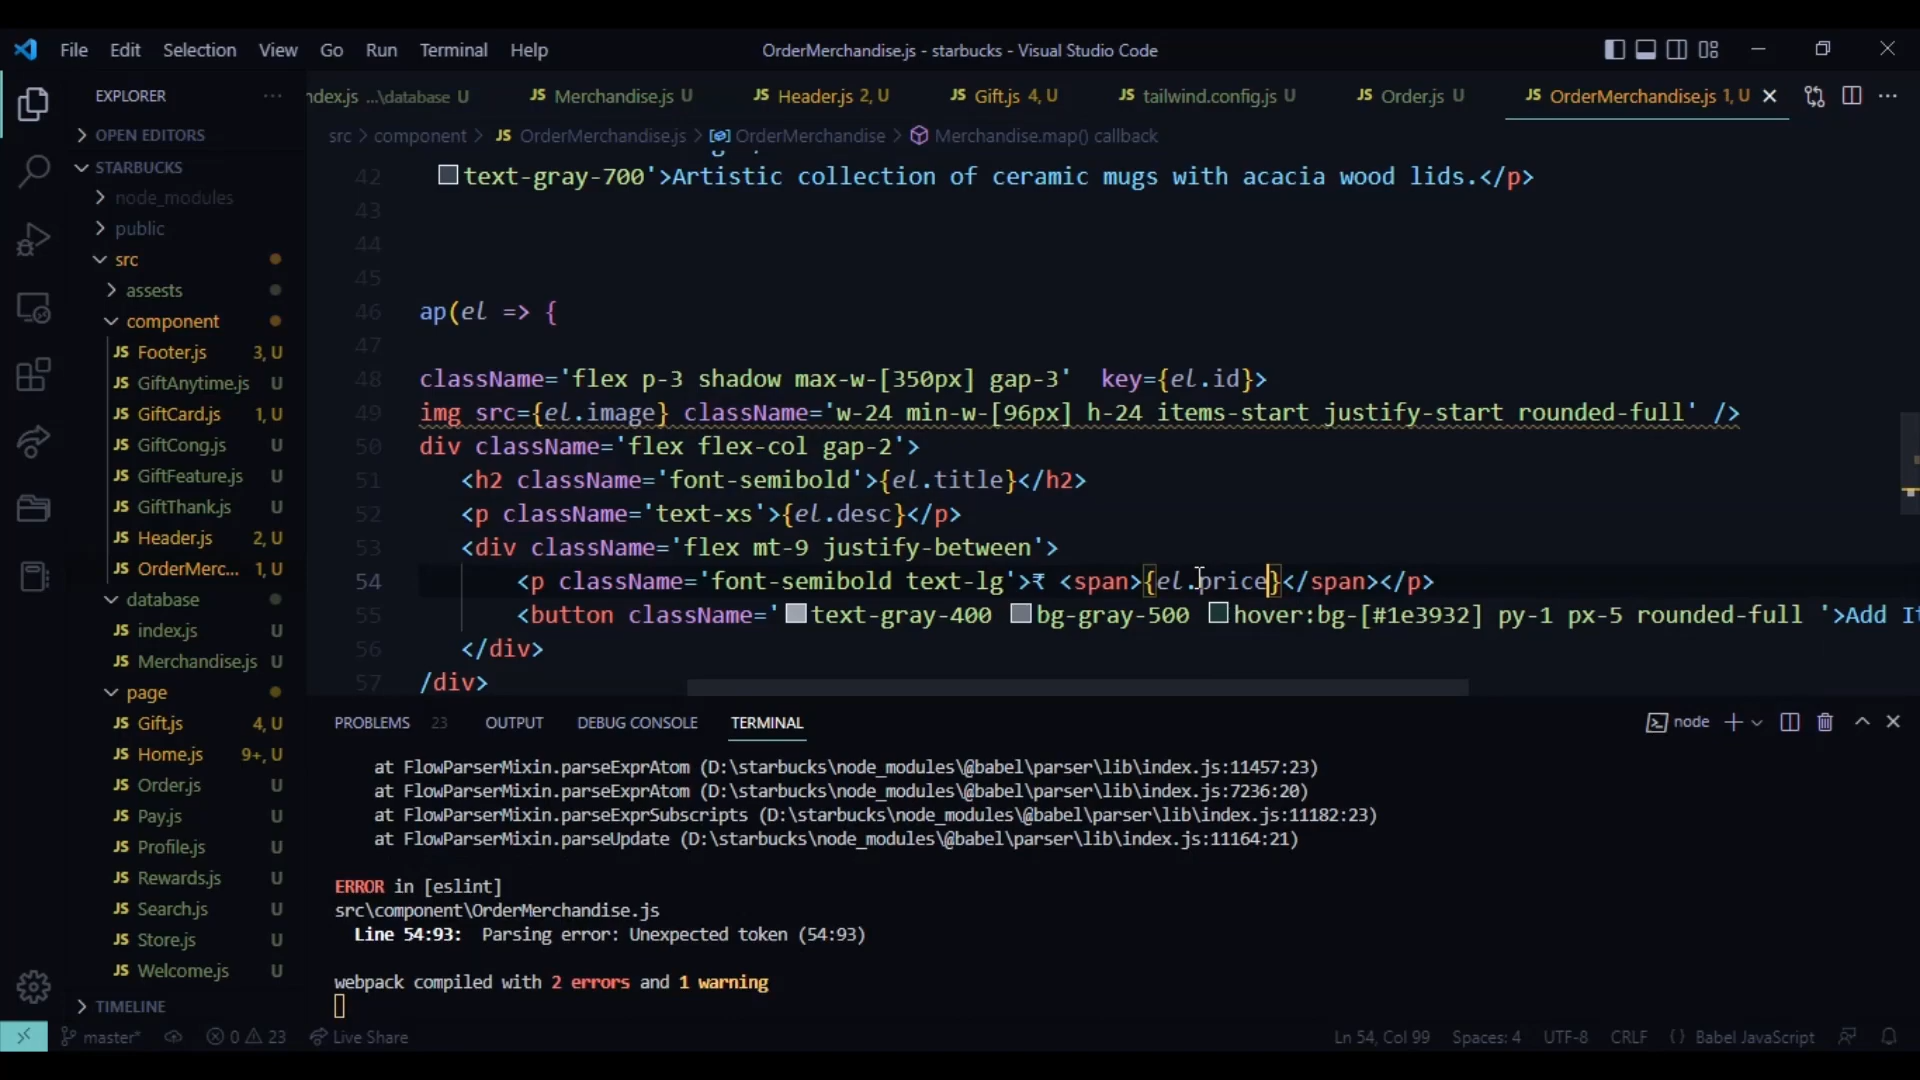 File Edit Selection View Go Run Terminal Help
OrderMerchandise.js - starbucks - Visual Studio Code
EXPLORER
OPEN EDITORS
STARBUCKS
node_modules
public
src
assests
component
JS Footer.js 3, U
JS GiftAnytime.js U
JS GiftCard.js 1, U
JS GiftCong.js U
JS GiftFeature.js U
JS GiftThank.js U
JS Header.js 2, U
JS OrderMerc... 1, U
database
JS index.js U
JS Merchandise.js U
page
JS Gift.js 4, U
JS Home.js 9+, U
JS Order.js U
JS Pay.js U
JS Profile.js U
JS Rewards.js U
JS Search.js U
JS Store.js U
JS Welcome.js U
TIMELINE
ndex.js ...\database U JS Merchandise.js U JS Header.js 2, U JS Gift.js 4, U JS tailwind.config.js U JS Order.js U JS OrderMerchandise.js 1, U
src > component > JS OrderMerchandise.js > OrderMerchandise > Merchandise.map() callback
42 text-gray-700'>Artistic collection of ceramic mugs with acacia wood lids.</p>
43
44
45
46 ap(el => {
47
48 className='flex p-3 shadow max-w-[350px] gap-3'  key={el.id}>
49 img src={el.image} className='w-24 min-w-[96px] h-24 items-start justify-start rounded-full' />
50 div className='flex flex-col gap-2'>
51 <h2 className='font-semibold'>{el.title}</h2>
52 <p className='text-xs'>{el.desc}</p>
53 <div className='flex mt-9 justify-between'>
54 <p className='font-semibold text-lg'>₹ <span>{el.price}</span></p>
55 <button className='text-gray-400 bg-gray-500 hover:bg-[#1e3932] py-1 px-5 rounded-full '>Add It
56 </div>
57 /div>
PROBLEMS 23 OUTPUT DEBUG CONSOLE TERMINAL
node
at FlowParserMixin.parseExprAtom (D:\starbucks\node_modules\@babel\parser\lib\index.js:11457:23)
at FlowParserMixin.parseExprAtom (D:\starbucks\node_modules\@babel\parser\lib\index.js:7236:20)
at FlowParserMixin.parseExprSubscripts (D:\starbucks\node_modules\@babel\parser\lib\index.js:11182:23)
at FlowParserMixin.parseUpdate (D:\starbucks\node_modules\@babel\parser\lib\index.js:11164:21)
ERROR in [eslint]
src\component\OrderMerchandise.js
Line 54:93:  Parsing error: Unexpected token (54:93)
webpack compiled with 2 errors and 1 warning
master* 0 23 Live Share
Ln 54, Col 99 Spaces: 4 UTF-8 CRLF {} Babel JavaScript